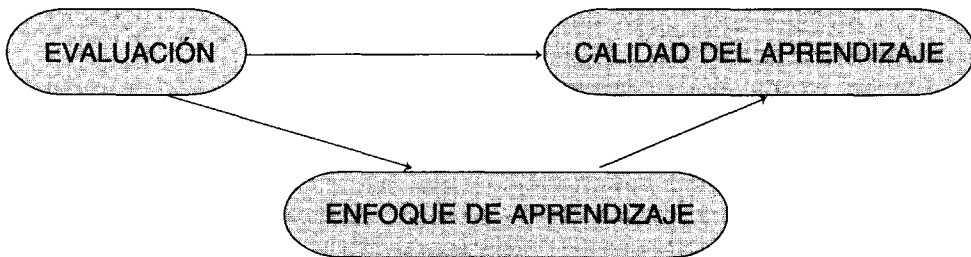 EVALUACIÓN
CALIDAD DEL APRENDIZAJE
ENFOQUE DE APRENDIZAJE